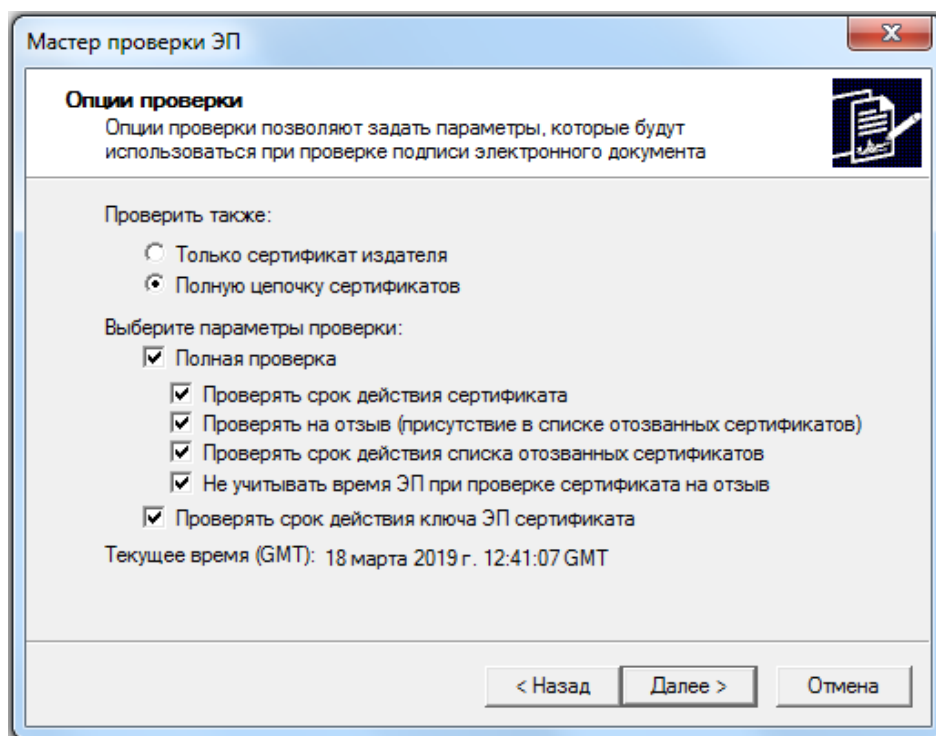 Мастер проверки ЭП
Опции проверки
Опции проверки позволяют задать параметры, которые будут
использоваться при проверке подписи электронного документа
Проверить также:
Только сертификат издателя
Полную цепочку сертификатов
Выберите параметры проверки:
Полная проверка
Проверять срок действия сертификата
Проверять на отзыв (присутствие в списке отозванных сертификатов)
Проверять срок действия списка отозванных сертификатов
Не учитывать время ЭП при проверке сертификата на отзыв
Проверять срок действия ключа ЭП сертификата
Текущее время (GMT): 18 марта 2019 г. 12:41:07 GMT
< Назад Далее > Отмена